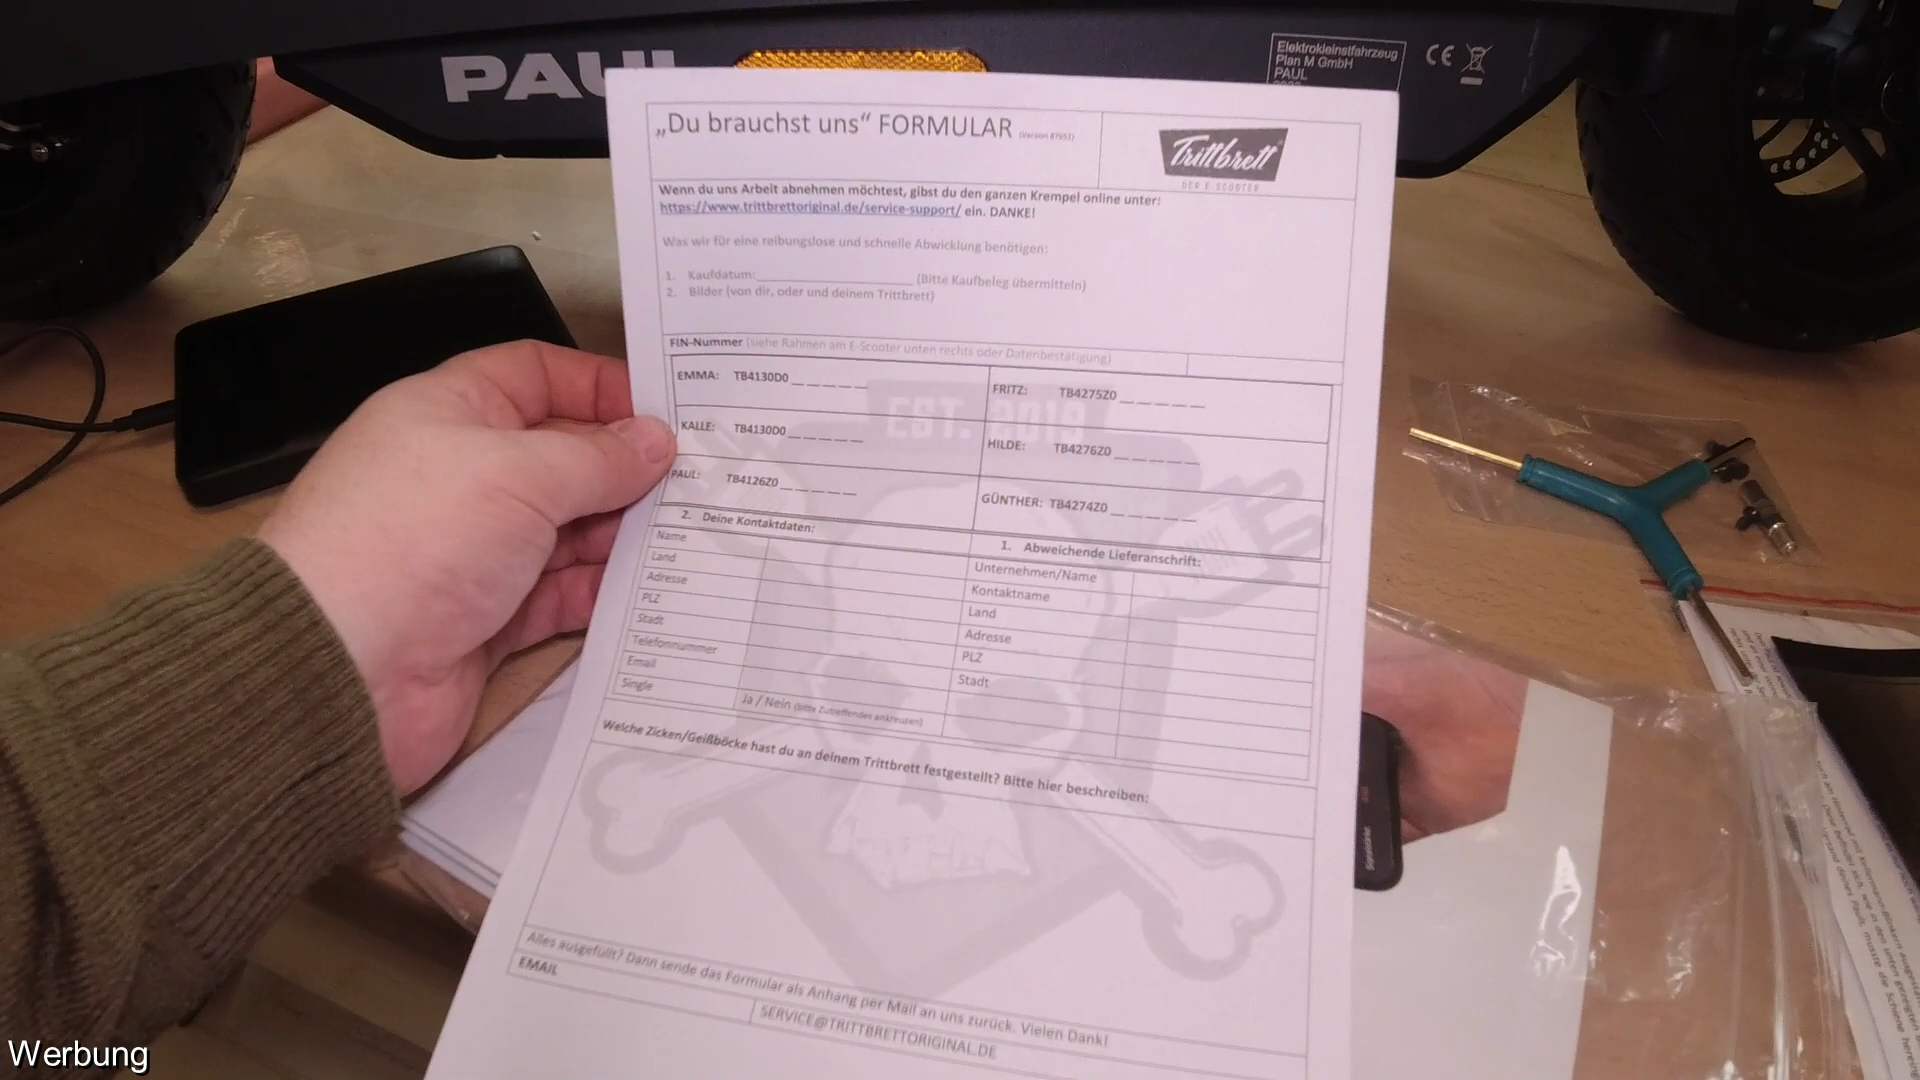 PAUL
Elektrokleinstfahrzeug
Plan M GmbH
PAUL
CE
„Du brauchst uns“ FORMULAR
Trittbrett
DER E-SCOOTER
Wenn du uns Arbeit abnehmen möchtest, gibst du den ganzen Krempel online unter:
https://www.trittbrettoriginal.de/service-support/ ein. DANKE!
Was wir für eine reibungslose und schnelle Abwicklung benötigen:
1. Kaufdatum:_______________ (Bitte Kaufbeleg übermitteln)
2. Bilder (von dir, oder und deinem Trittbrett)
FIN-Nummer (siehe Rahmen am E-Scooter unten rechts oder Datenbestätigung)
EST. 2019
EMMA: TB4130D0 _ _ _ _ _
FRITZ: TB4275Z0 _ _ _ _ _
KALLE: TB4130D0 _ _ _ _ _
HILDE: TB4276Z0 _ _ _ _ _
PAUL: TB4126Z0 _ _ _ _ _
GÜNTHER: TB4274Z0 _ _ _ _ _
2. Deine Kontaktdaten:
1. Abweichende Lieferanschrift:
Name
Land
Adresse
PLZ
Stadt
Telefonnummer
Email
Single
Ja / Nein (bitte Zutreffendes ankreuzen)
Unternehmen/Name
Kontaktname
Land
Adresse
PLZ
Stadt
Welche Zicken/Geißböcke hast du an deinem Trittbrett festgestellt? Bitte hier beschreiben:
Alles ausgefüllt? Dann sende das Formular als Anhang per Mail an uns zurück. Vielen Dank!
EMAIL
SERVICE@TRITTBRETTORIGINAL.DE
Werbung